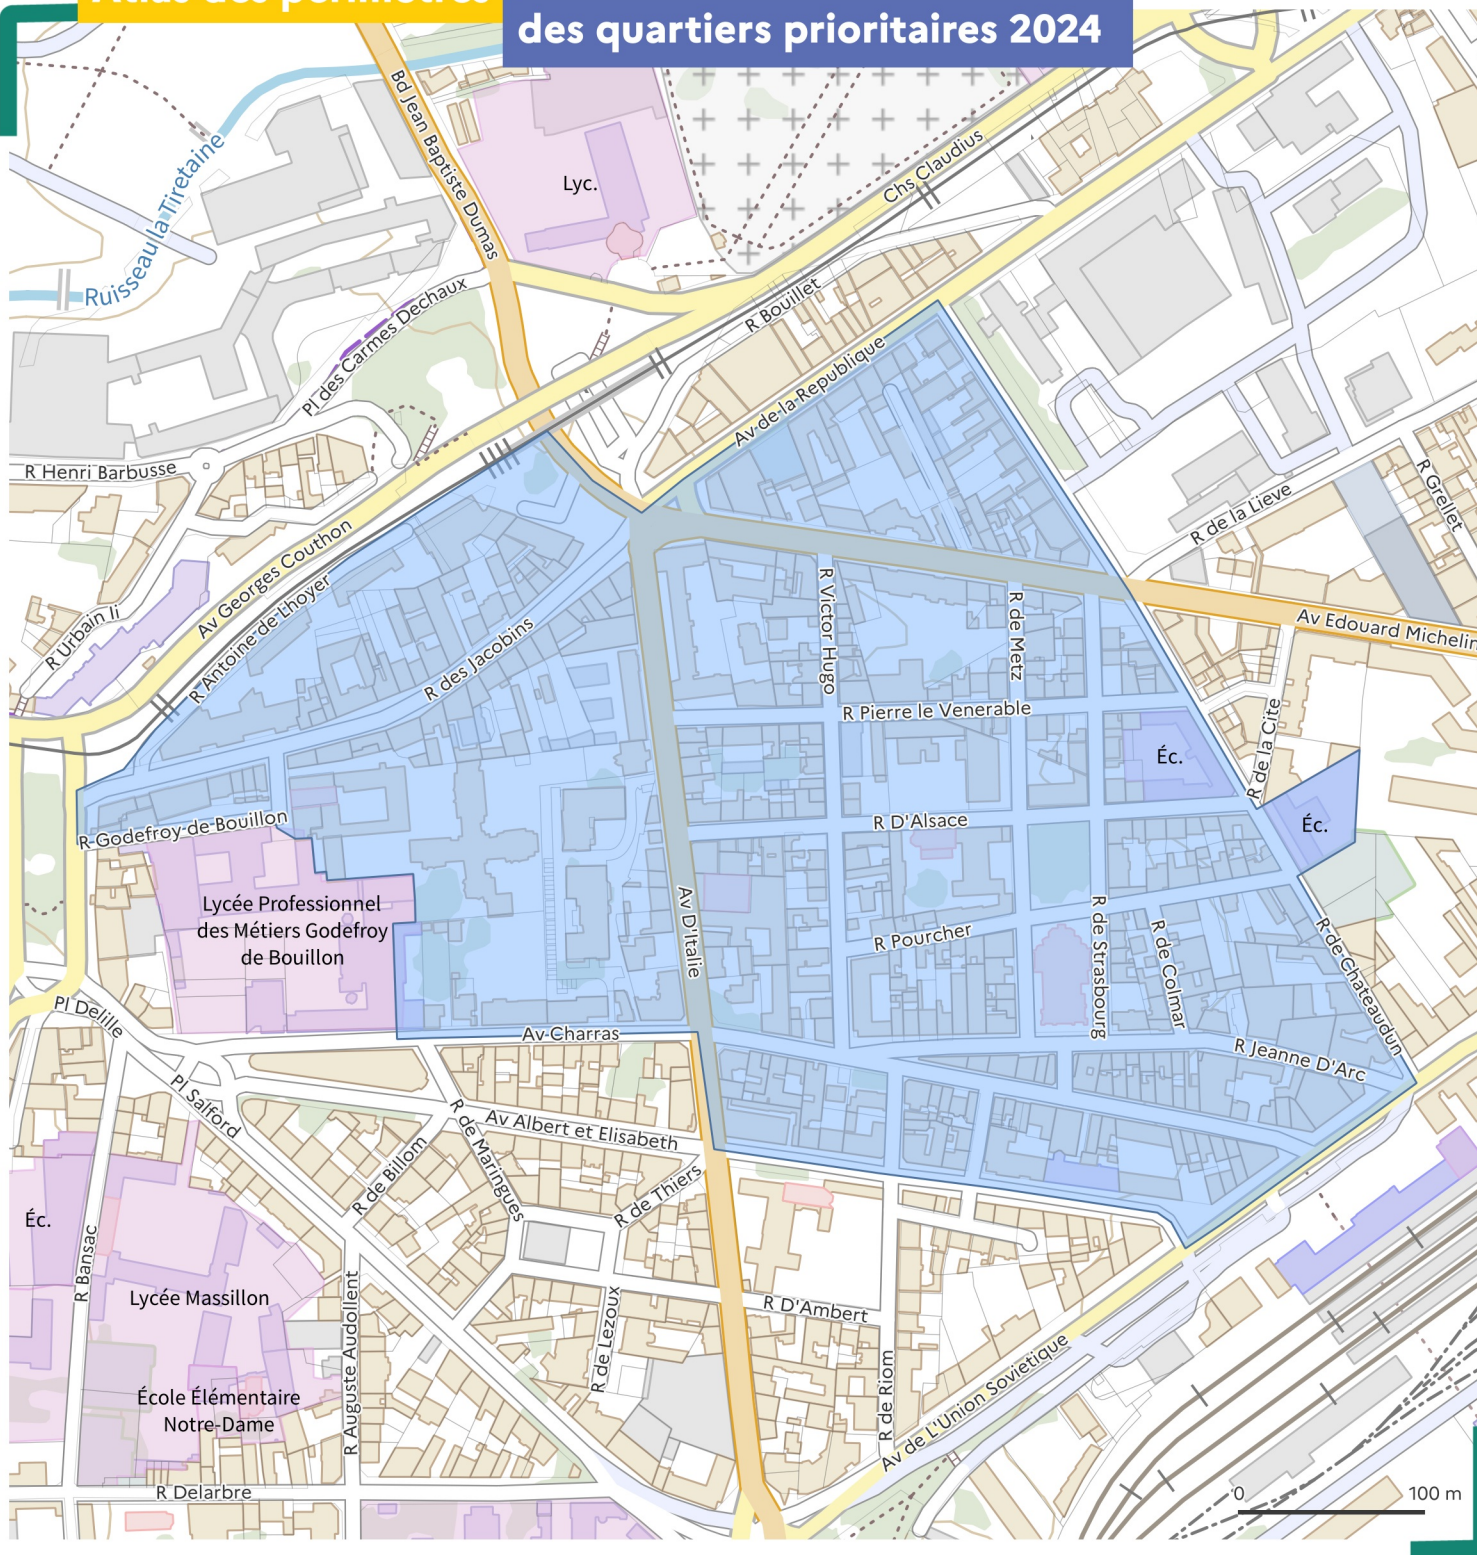 Atlas des périmètres
des quartiers prioritaires 2024
Bd Jean Baptiste Dumas
Lyc.
Chs Claudius
Ruisseau la Tiretaine
Pl des Carmes Dechaux
R Bouillet
Av de la Republique
R Henri Barbusse
R Grellet
R de la Lieve
Av Georges Couthon
R Antoine de Lhoyer
R Urbain Ii
R des Jacobins
R Victor Hugo
R de Metz
Av Edouard Michelin
R Pierre le Venerable
R de la Cite
Éc.
Éc.
R Godefroy de Bouillon
R D'Alsace
Lycée Professionnel
des Métiers Godefroy
de Bouillon
Av D'Italie
R Pourcher
R de Strasbourg
R de Colmar
R de Chateaudun
Pl Delille
Av Charras
R Jeanne D'Arc
Pl Salford
R de Billom
R de Maringues
Av Albert et Elisabeth
R de Thiers
Éc.
R Bansac
Lycée Massillon
R Auguste Audollent
R de Lezoux
R D'Ambert
R de Riom
Av de L'Union Sovietique
École Élémentaire
Notre-Dame
R Delarbre
0
100 m